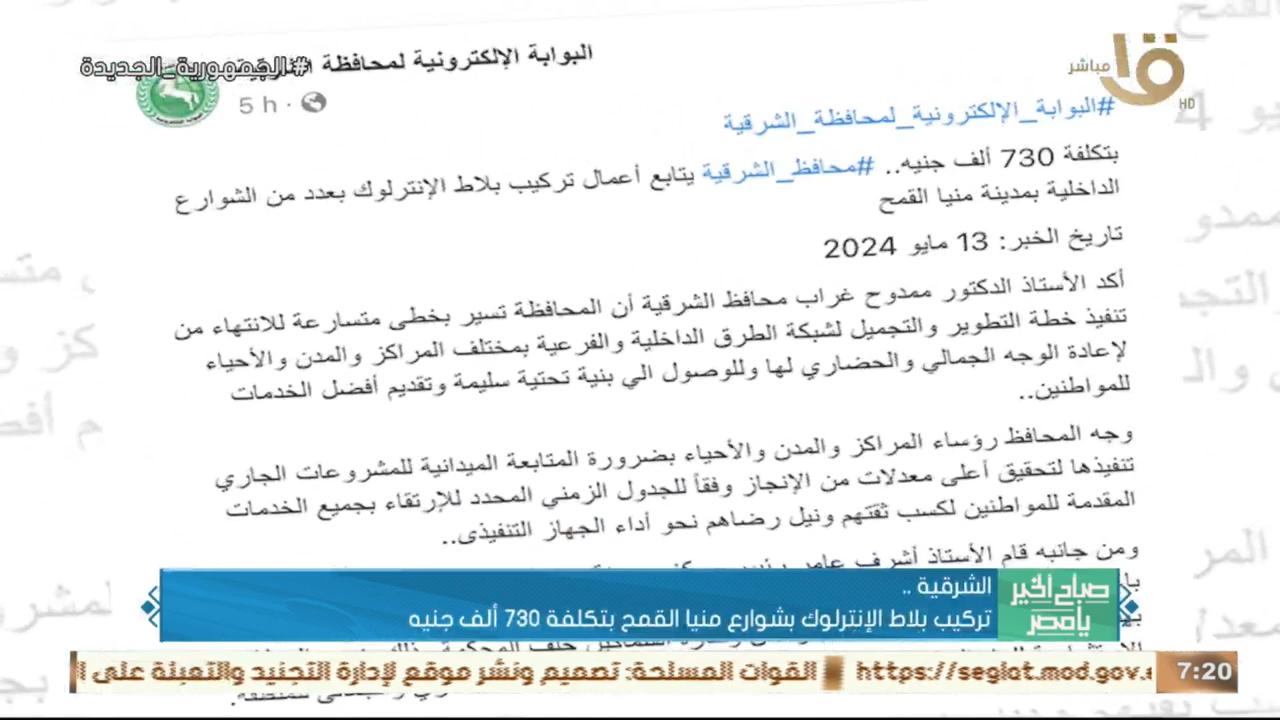 #الجمهورية_الجديدة
البوابة الإلكترونية لمحافظة
5 h
مباشر
HD
#البوابة_الإلكترونية_لمحافظة_الشرقية
بتكلفة 730 ألف جنيه.. #محافظ_الشرقية يتابع أعمال تركيب بلاط الإنترلوك بعدد من الشوارع
الداخلية بمدينة منيا القمح
تاريخ الخبر: 13 مايو 2024
أكد الأستاذ الدكتور ممدوح غراب محافظ الشرقية أن المحافظة تسير بخطى متسارعة للانتهاء من
تنفيذ خطة التطوير والتجميل لشبكة الطرق الداخلية والفرعية بمختلف المراكز والمدن والأحياء
لإعادة الوجه الجمالي والحضاري لها وللوصول الي بنية تحتية سليمة وتقديم أفضل الخدمات
للمواطنين..
وجه المحافظ رؤساء المراكز والمدن والأحياء بضرورة المتابعة الميدانية للمشروعات الجاري
تنفيذها لتحقيق أعلى معدلات من الإنجاز وفقاً للجدول الزمني المحدد للإرتقاء بجميع الخدمات
المقدمة للمواطنين لكسب ثقتهم ونيل رضاهم نحو أداء الجهاز التنفيذى..
ومن جانبه قام الأستاذ أشرف عامر
صباح الخير
يا مصر
الشرقية ..
تركيب بلاط الإنترلوك بشوارع منيا القمح بتكلفة 730 ألف جنيه
7:20
https://seglat.mod.gov.e القوات المسلحة: تصميم ونشر موقع لإدارة التجنيد والتعبئة على